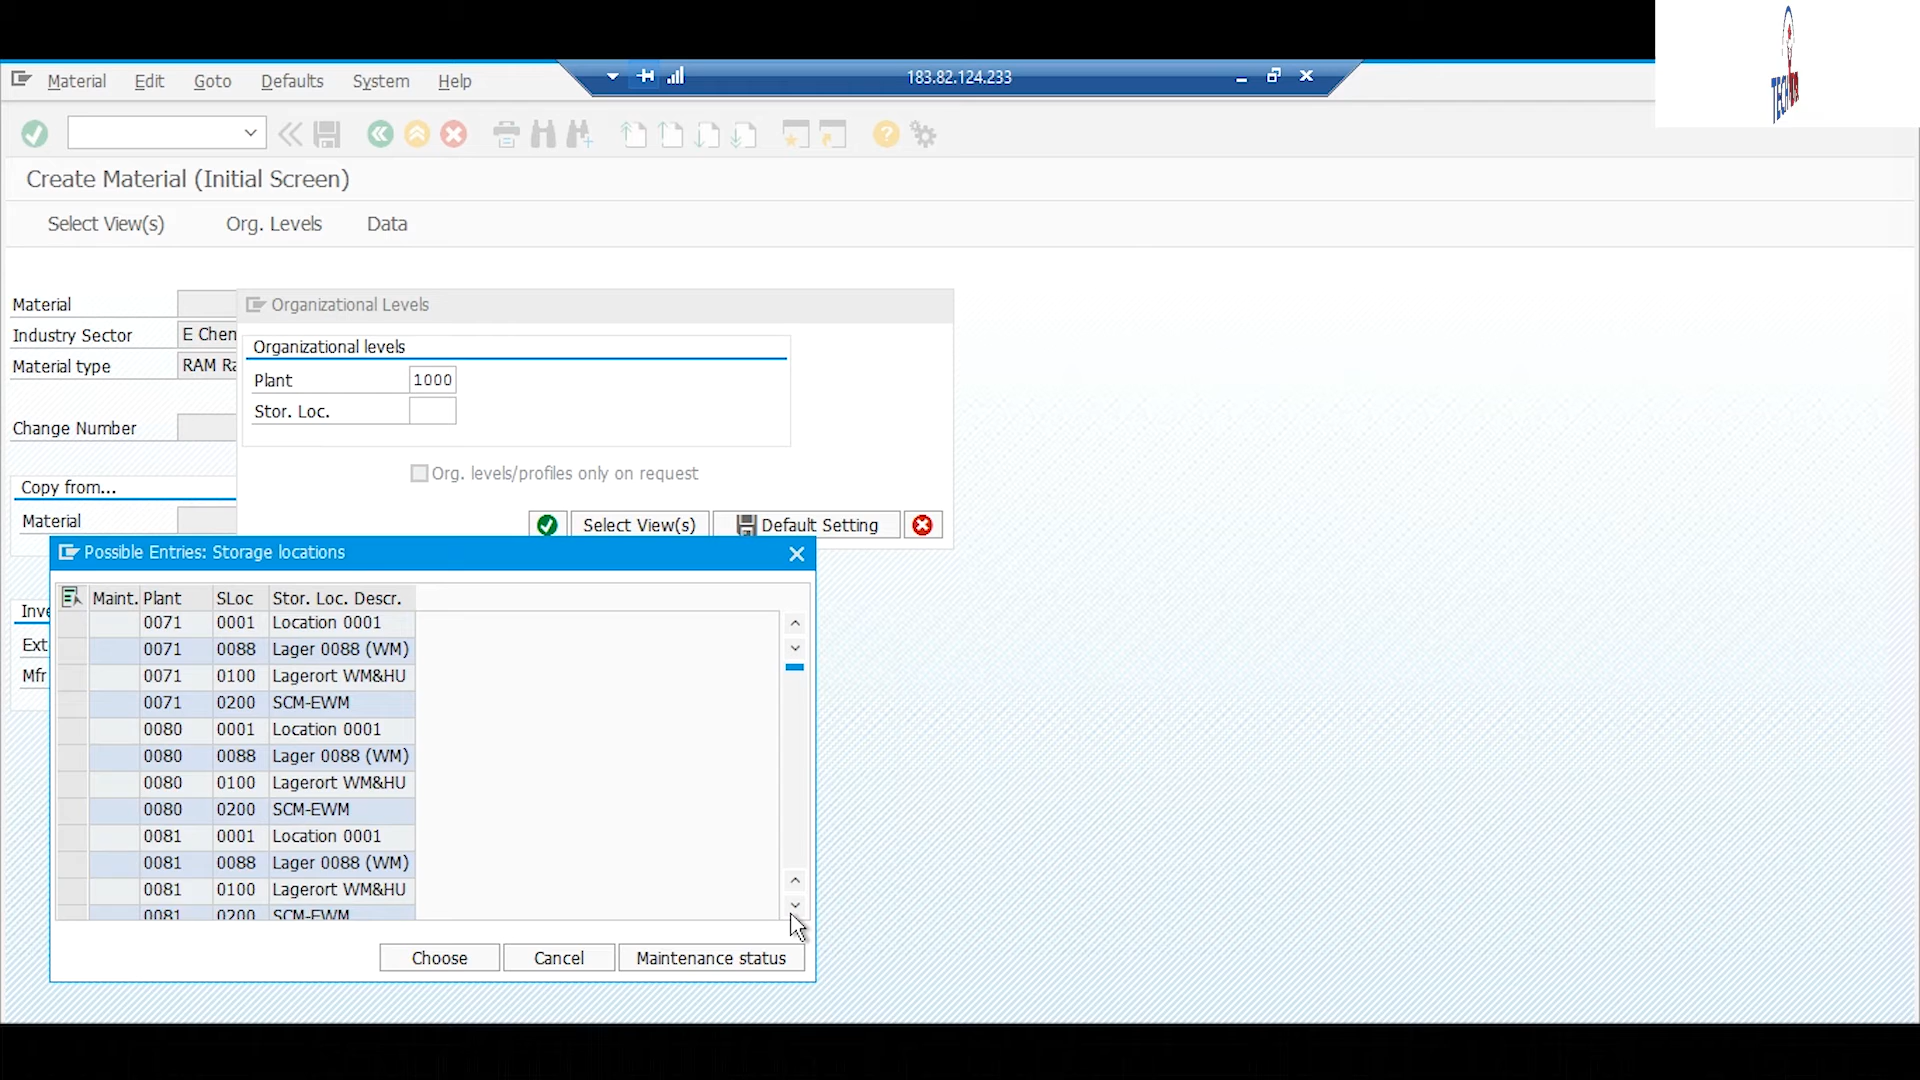 183.82.124.233
Material Edit Goto Defaults System Help
Create Material (Initial Screen)
Select View(s) Org. Levels Data
Material
Industry Sector E Chen
Material type RAM Ra
Change Number
Copy from...
Material
Inve
Ext
Mfr
Organizational Levels
Organizational levels
Plant 1000
Stor. Loc.
Org. levels/profiles only on request
Select View(s) Default Setting
Possible Entries: Storage locations
Maint. Plant SLoc Stor. Loc. Descr.
0071 0001 Location 0001
0071 0088 Lager 0088 (WM)
0071 0100 Lagerort WM&HU
0071 0200 SCM-EWM
0080 0001 Location 0001
0080 0088 Lager 0088 (WM)
0080 0100 Lagerort WM&HU
0080 0200 SCM-EWM
0081 0001 Location 0001
0081 0088 Lager 0088 (WM)
0081 0100 Lagerort WM&HU
0081 0200 SCM-EWM
Choose Cancel Maintenance status